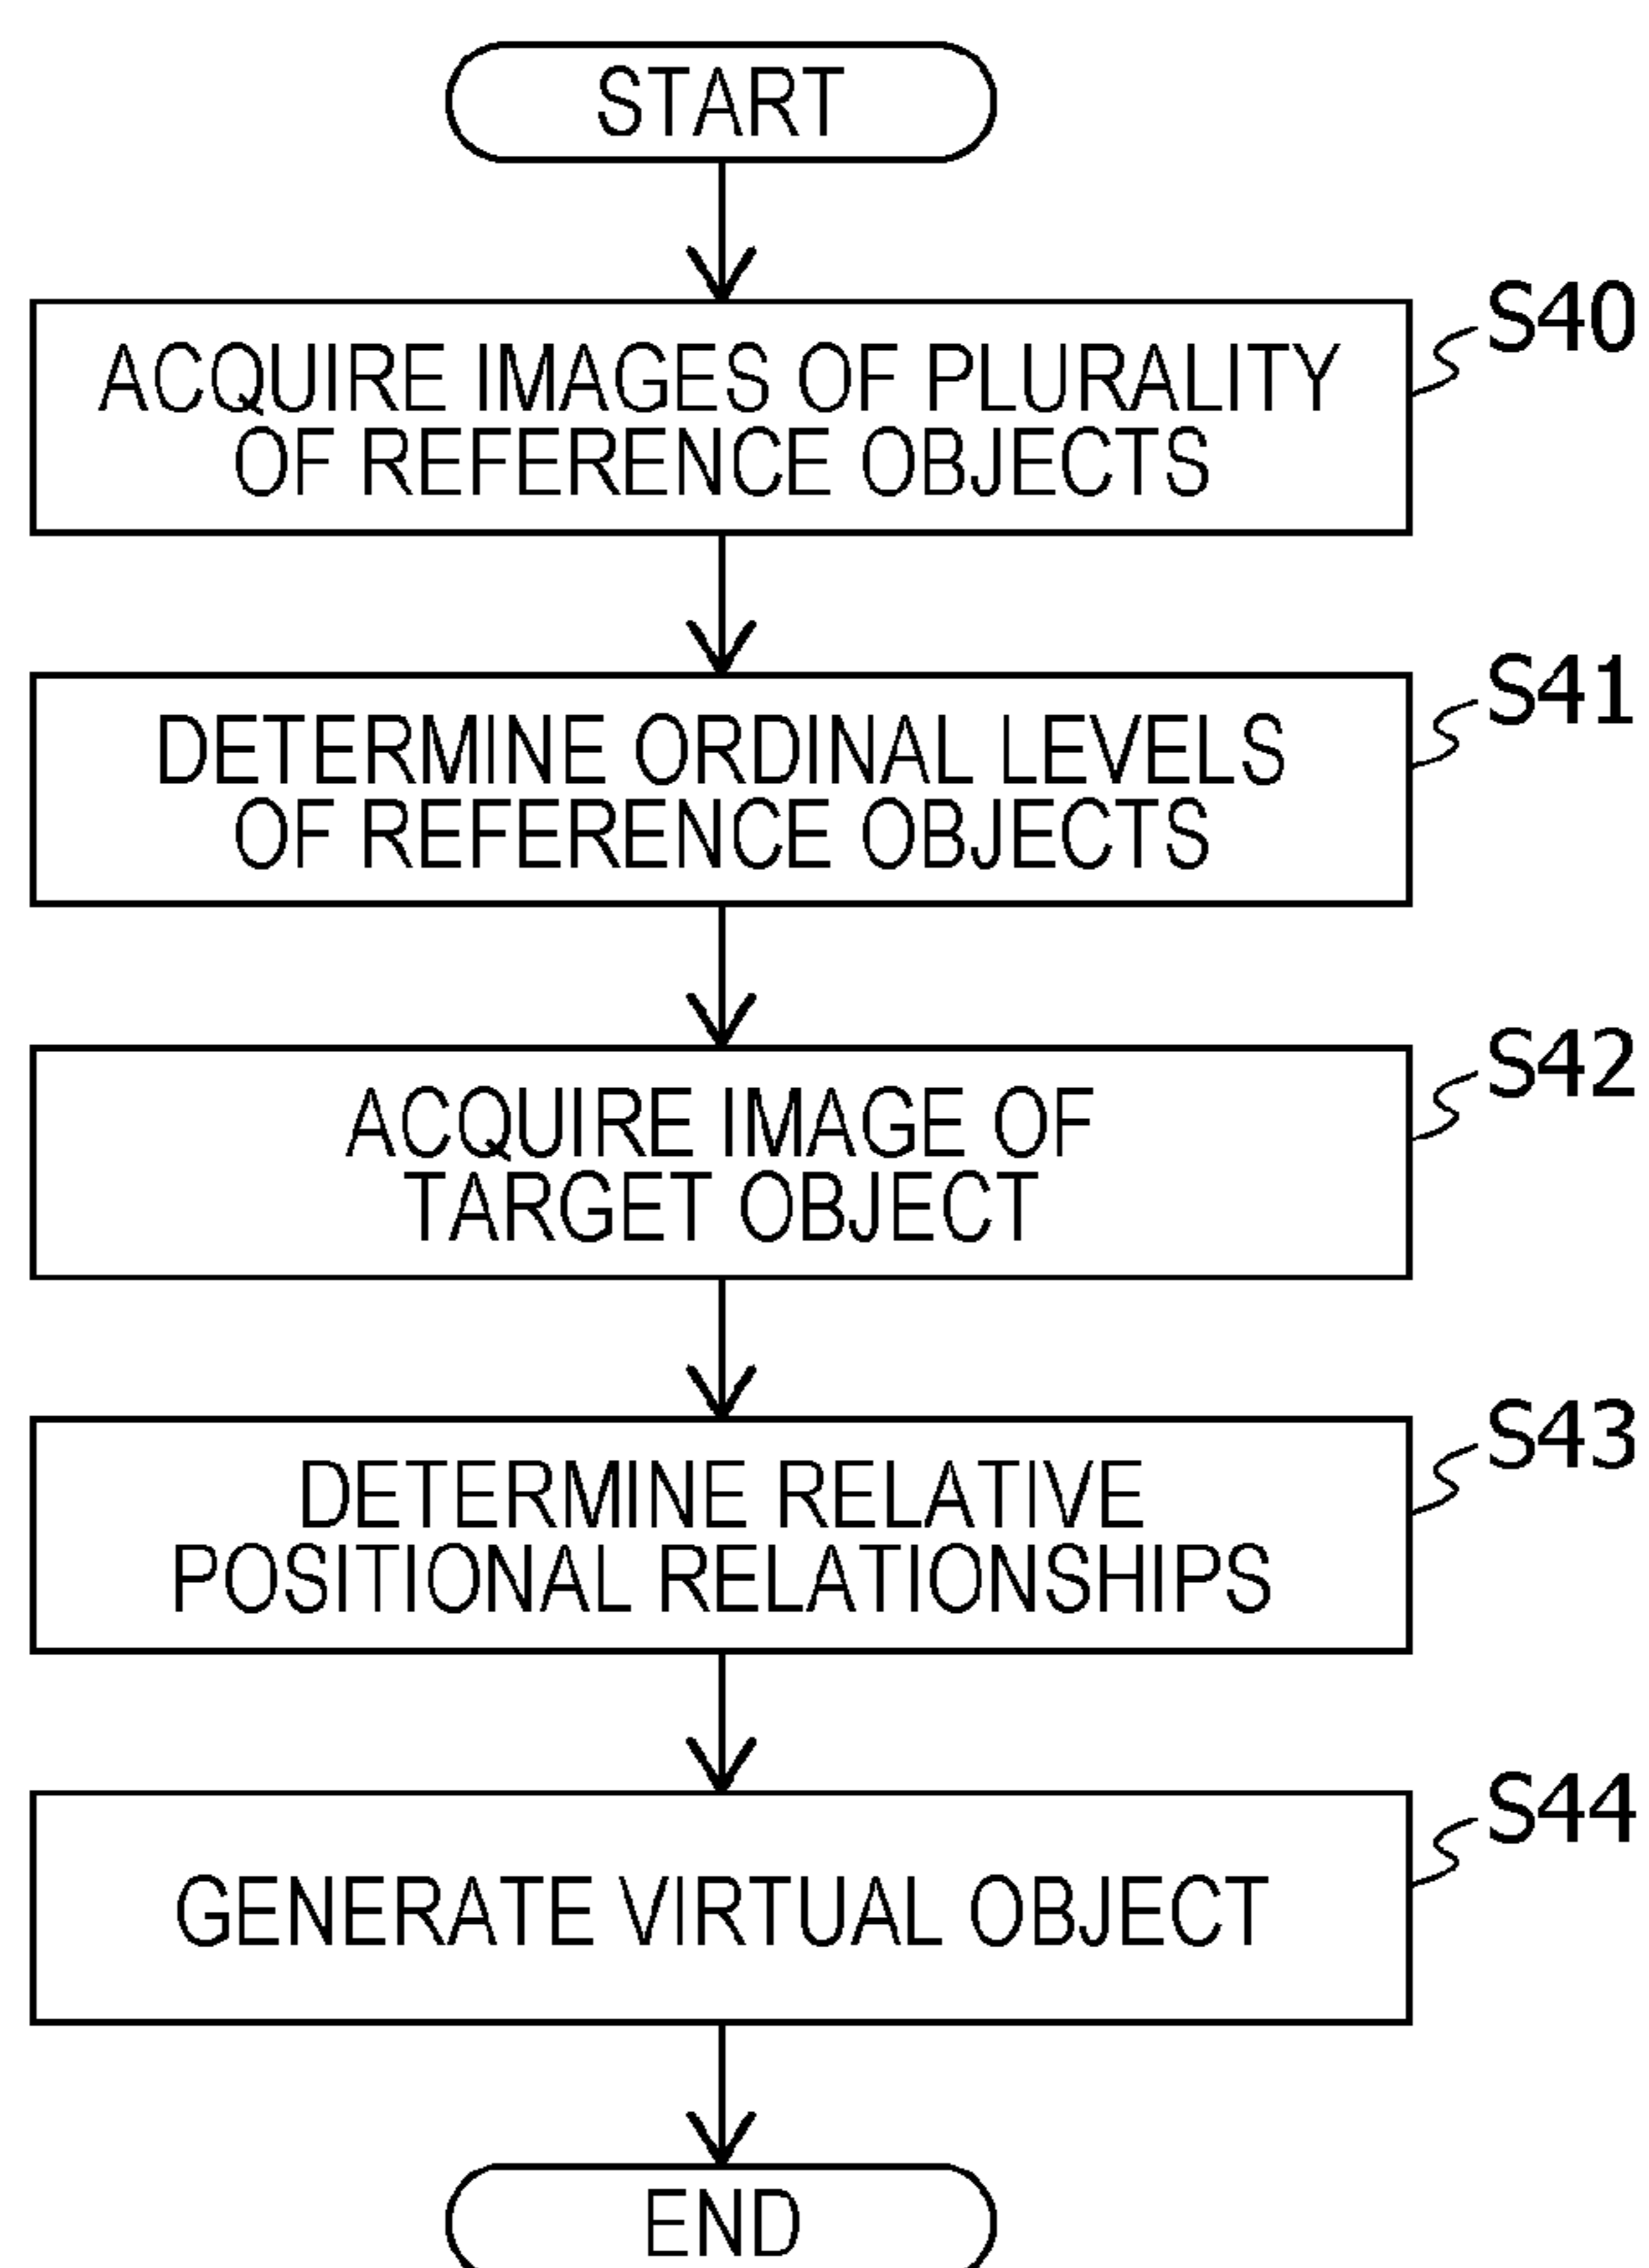 START
S40
ACQUIRE IMAGES OF PLURALITY
OF REFERENCE OBJECTS
S41
DETERMINE ORDINAL LEVELS
OF REFERENCE OBJECTS
S42
ACQUIRE IMAGE OF
TARGET OBJECT
S43
DETERMINE RELATIVE
POSITIONAL RELATIONSHIPS
S44
GENERATE VIRTUAL OBJECT
END